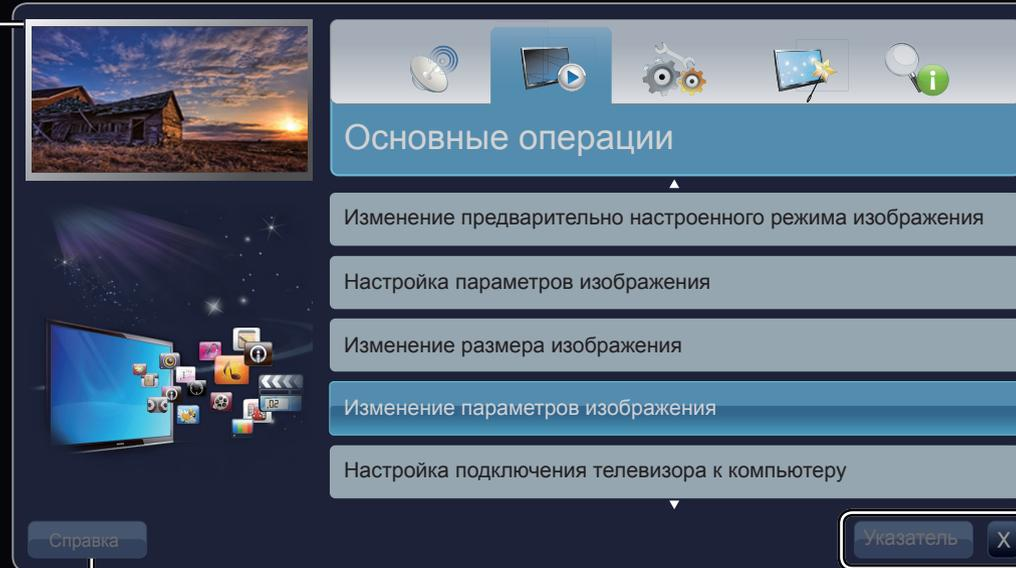 Основные операции
Изменение предварительно настроенного режима изображения
Настройка параметров изображения
Изменение размера изображения
Изменение параметров изображения
Настройка подключения телевизора к компьютеру
Справка
Указатель X